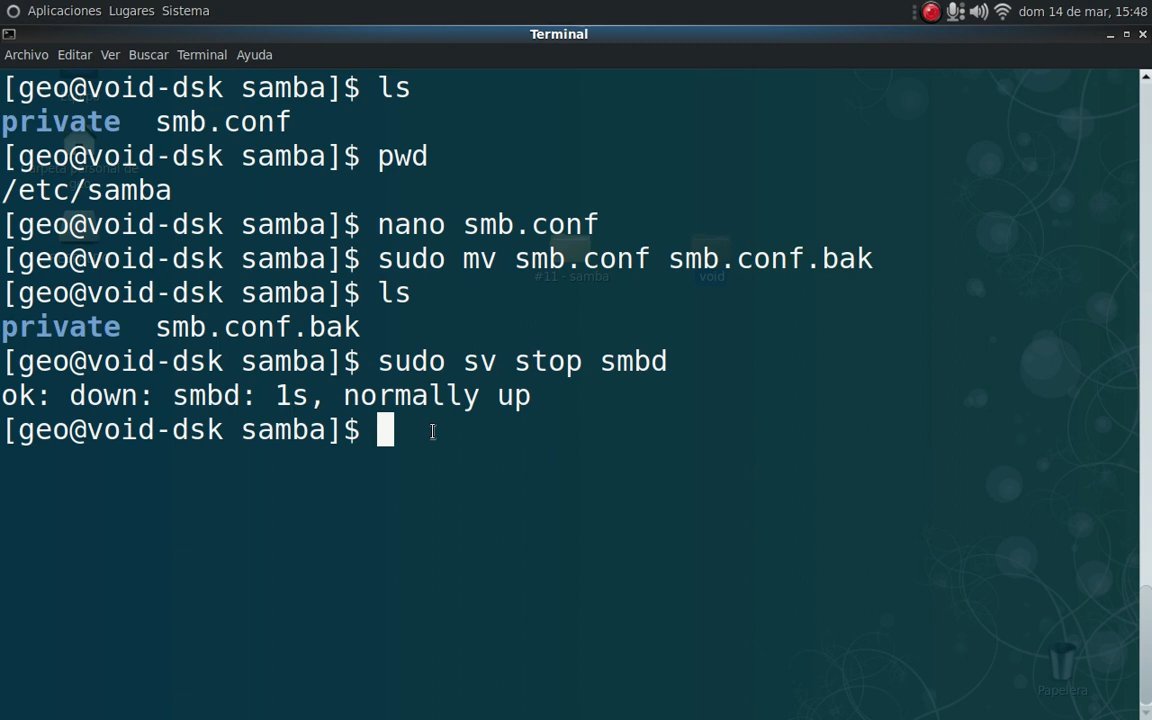 Aplicaciones Lugares Sistema
dom 14 de mar, 15:48
Terminal
Archivo Editar Ver Buscar Terminal Ayuda
[geo@void-dsk samba]$ ls
private smb.conf
[geo@void-dsk samba]$ pwd
/etc/samba
[geo@void-dsk samba]$ nano smb.conf
[geo@void-dsk samba]$ sudo mv smb.conf smb.conf.bak
#11 - samba
void
[geo@void-dsk samba]$ ls
private smb.conf.bak
[geo@void-dsk samba]$ sudo sv stop smbd
ok: down: smbd: 1s, normally up
[geo@void-dsk samba]$
Papelera